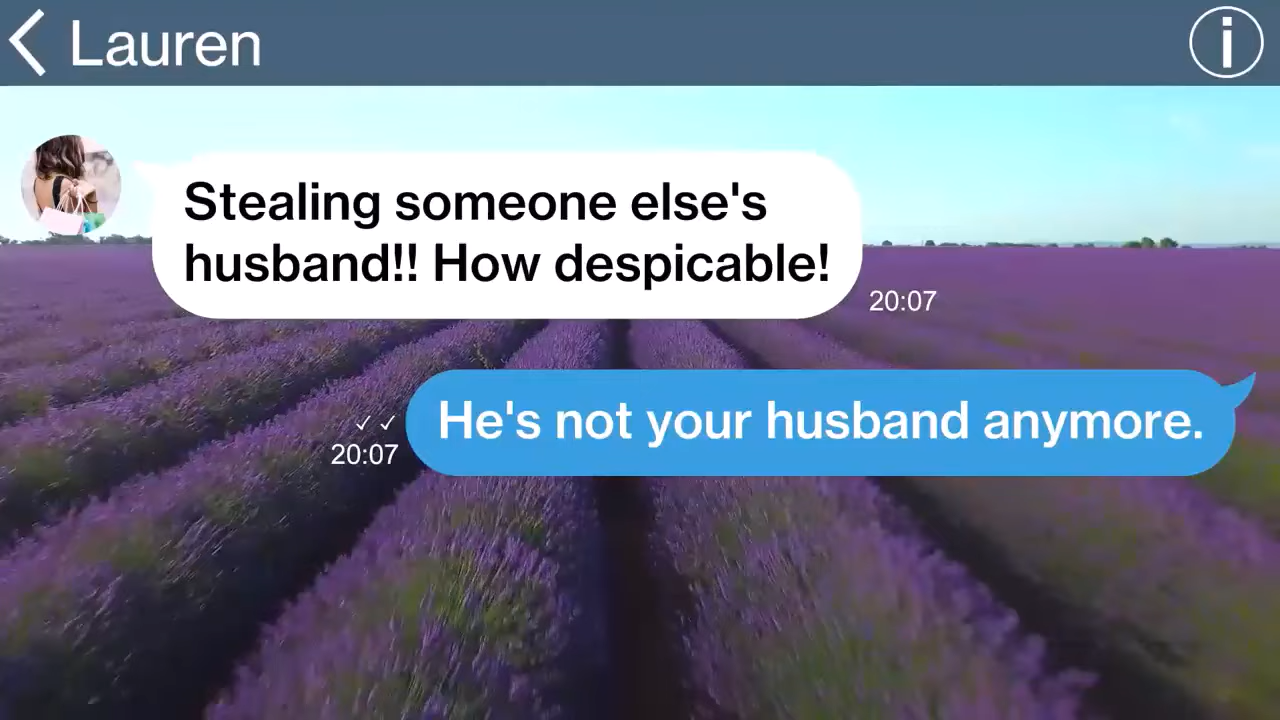 Lauren
Stealing someone else's
husband!! How despicable!
20:07
He's not your husband anymore.
20:07